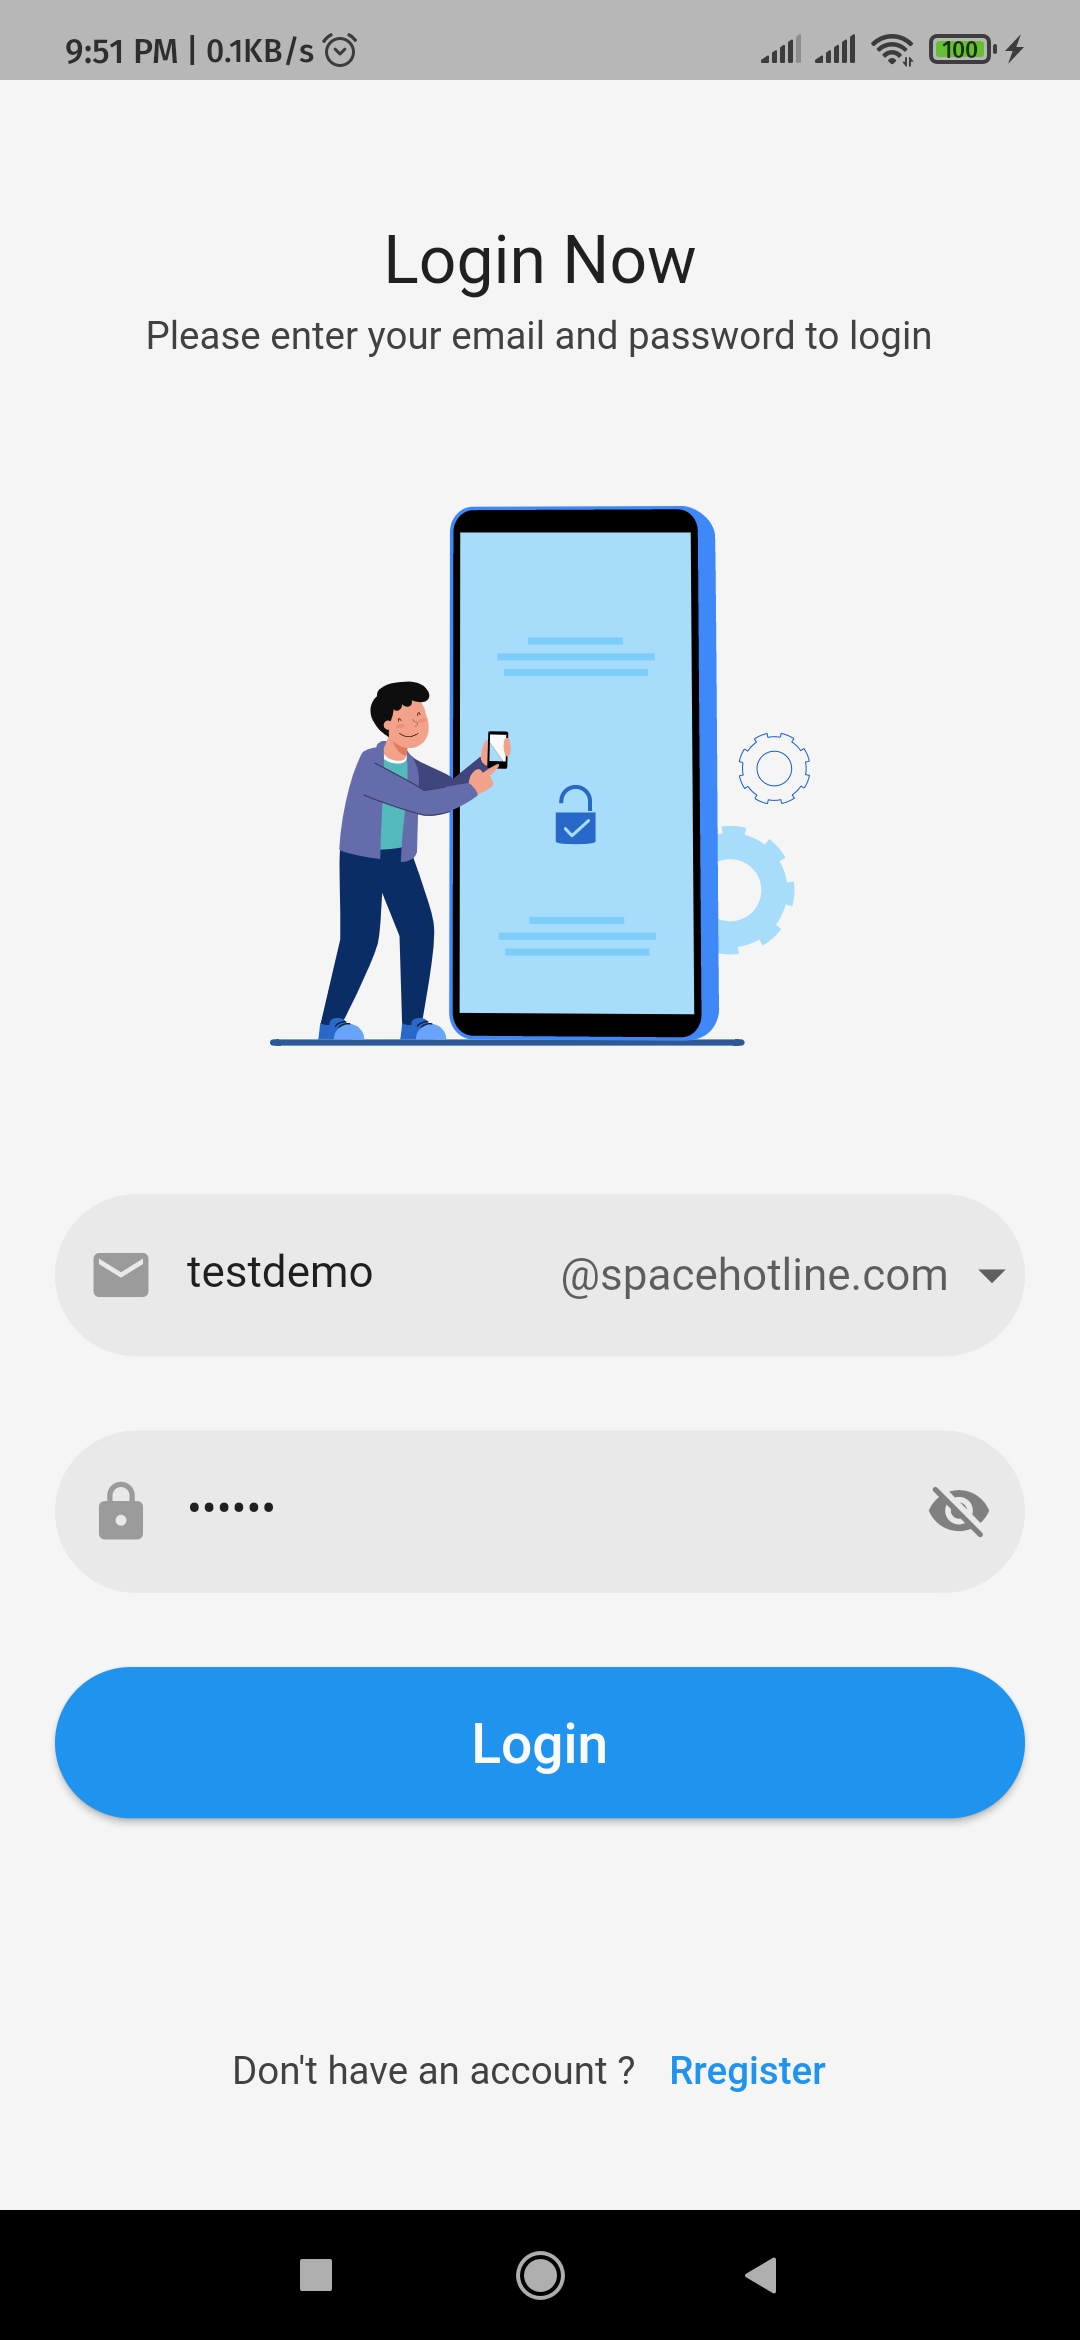 9:51 PM | 0.1KB/s 100
Login Now
Please enter your email and password to login
testdemo @spacehotline.com
••••••
Login
Don't have an account ? Rregister